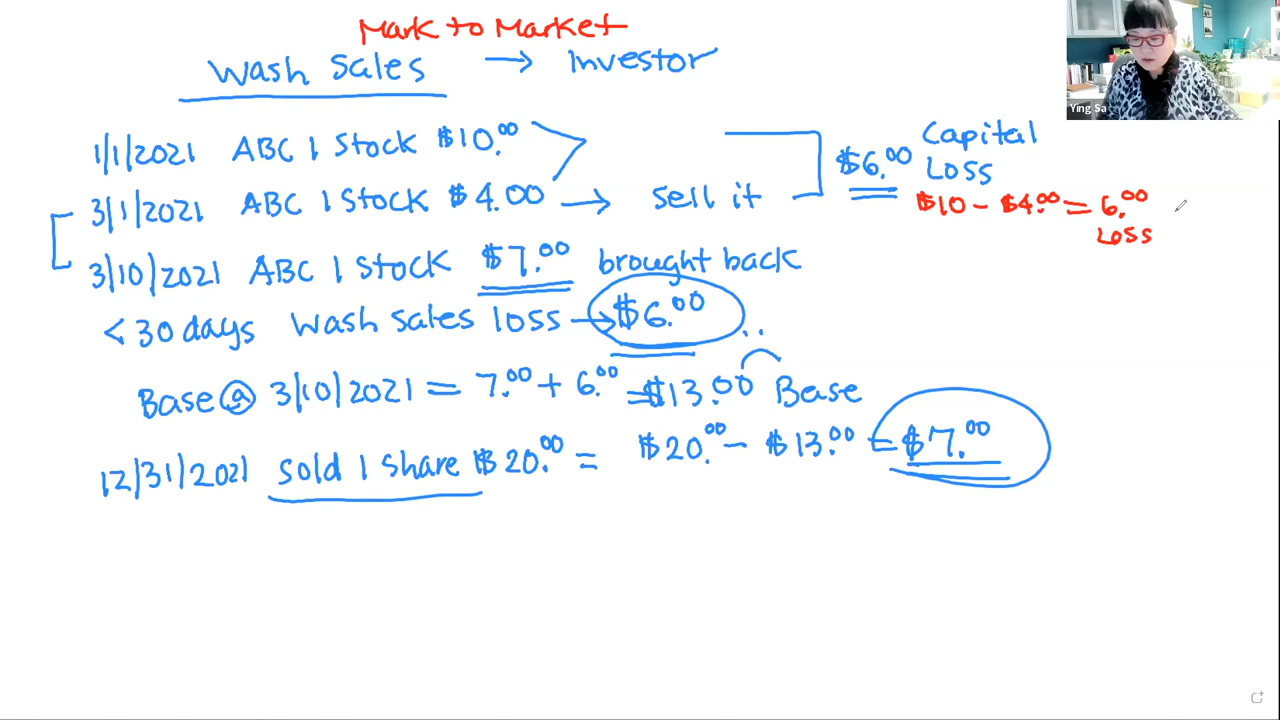 Mark to Market
Wash Sales → Investor
Ying Sa
1/1/2021 ABC 1 Stock $10.00
$6.00 Capital Loss
3/1/2021 ABC 1 Stock $4.00 → Sell it
$10 - $4.00 = 6.00 Loss
3/10/2021 ABC 1 Stock $7.00 brought back
< 30 days Wash Sales loss → $6.00
Base @ 3/10/2021 = 7.00 + 6.00 = $13.00 Base
12/31/2021 Sold 1 Share $20.00 = $20.00 - $13.00 = $7.00